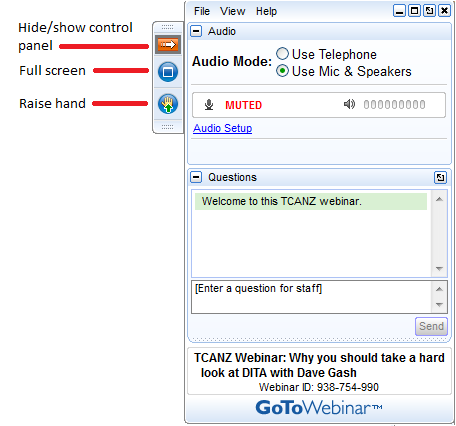 Hide/show control
panel
Full screen
Raise hand
File View Help
Audio
Audio Mode:
Use Telephone
Use Mic & Speakers
MUTED
000000000
Audio Setup
Questions
Welcome to this TCANZ webinar.
[Enter a question for staff]
Send
TCANZ Webinar: Why you should take a hard
look at DITA with Dave Gash
Webinar ID: 938-754-990
GoToWebinar™